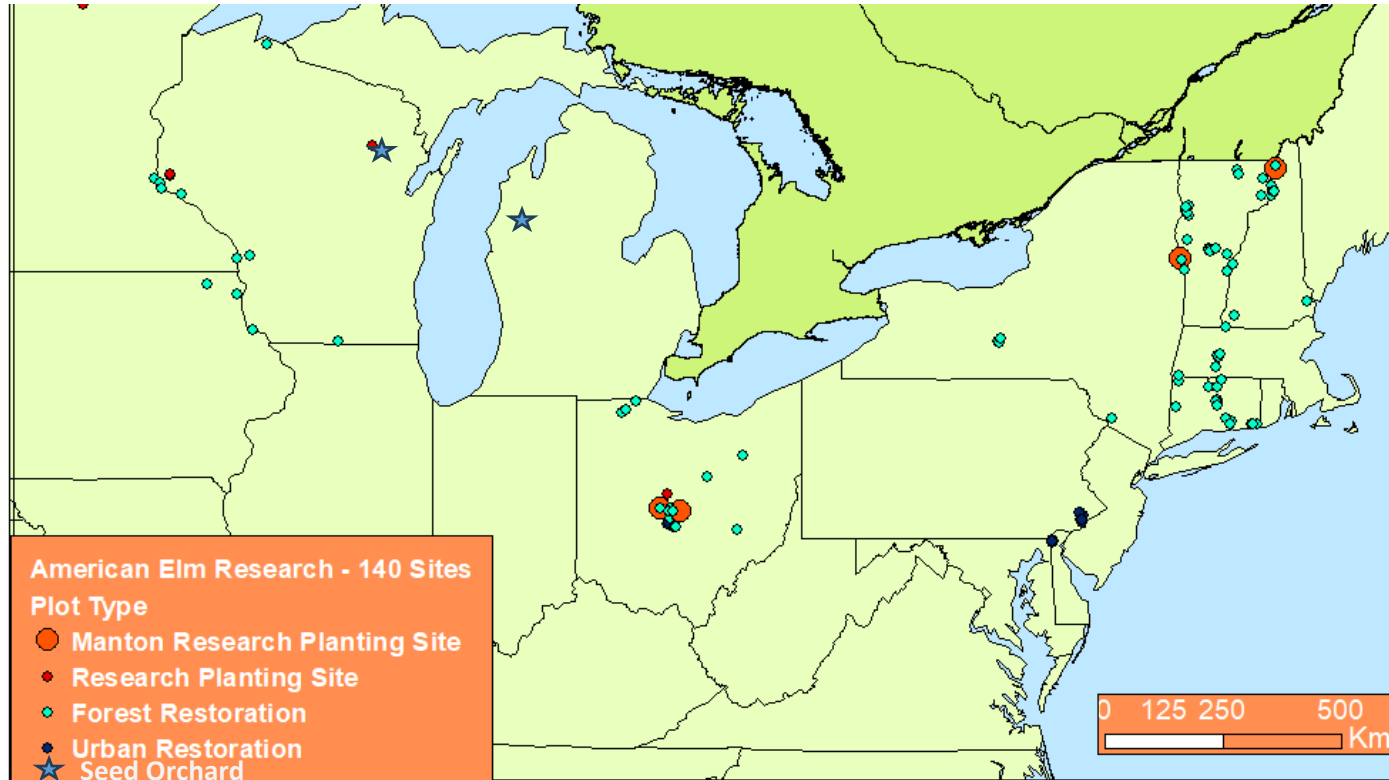 American Elm Research - 140 Sites
Plot Type
Manton Research Planting Site
Research Planting Site
Forest Restoration
Urban Restoration
Seed Orchard
0 125 250 500
Km